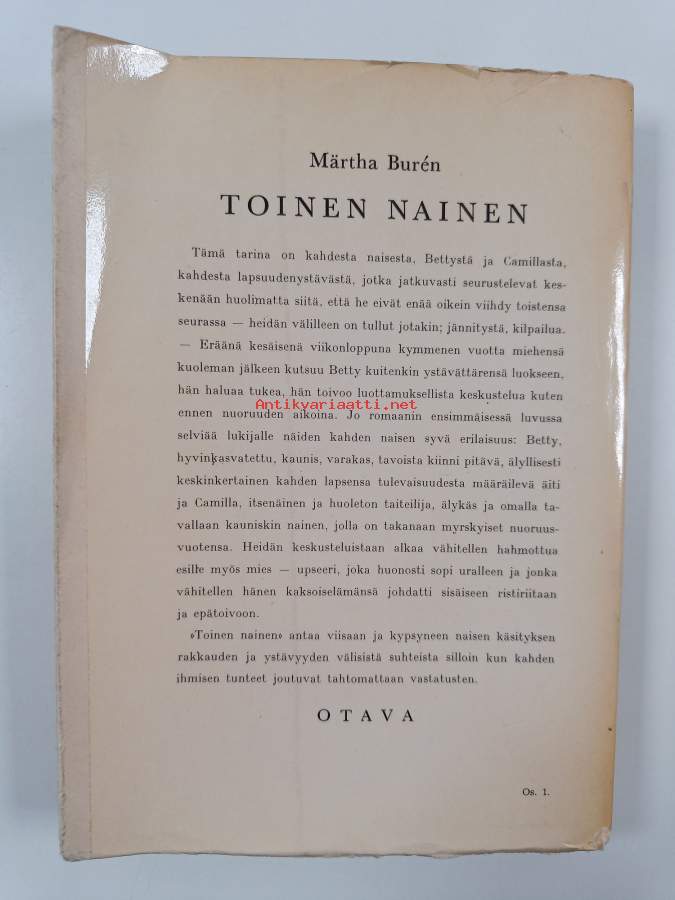 Märtha Burén
TOINEN NAINEN
Tämä tarina on kahdesta naisesta, Bettystä ja Camillasta,
kahdesta lapsuudenystävästä, jotka jatkuvasti seurustelevat kes-
kenään huolimatta siitä, että he eivät enää oikein viihdy toistensa
seurassa — heidän välilleen on tullut jotakin; jännitystä, kilpailua.
— Eräänä kesäisenä viikonloppuna kymmenen vuotta miehensä
kuoleman jälkeen kutsuu Betty kuitenkin ystävättärensä luokseen,
hän haluaa tukea, hän toivoo luottamuksellista keskustelua kuten
Antikvariaatti.net
ennen nuoruuden aikoina. Jo romaanin ensimmäisessä luvussa
selviää lukijalle näiden kahden naisen syvä erilaisuus: Betty,
hyvinkasvatettu, kaunis, varakas, tavoista kiinni pitävä, älyllisesti
keskinkertainen kahden lapsensa tulevaisuudesta määräilevä äiti
ja Camilla, itsenäinen ja huoleton taiteilija, älykäs ja omalla ta-
vallaan kauniskin nainen, jolla on takanaan myrskyiset nuoruus-
vuotensa. Heidän keskusteluistaan alkaa vähitellen hahmottua
esille myös mies — upseeri, joka huonosti sopi uralleen ja jonka
vähitellen hänen kaksoiselämänsä johdatti sisäiseen ristiriitaan
ja epätoivoon.
»Toinen nainen» antaa viisaan ja kypsyneen naisen käsityksen
rakkauden ja ystävyyden välisistä suhteista silloin kun kahden
ihmisen tunteet joutuvat tahtomattaan vastatusten.
OTAVA
Os. 1.